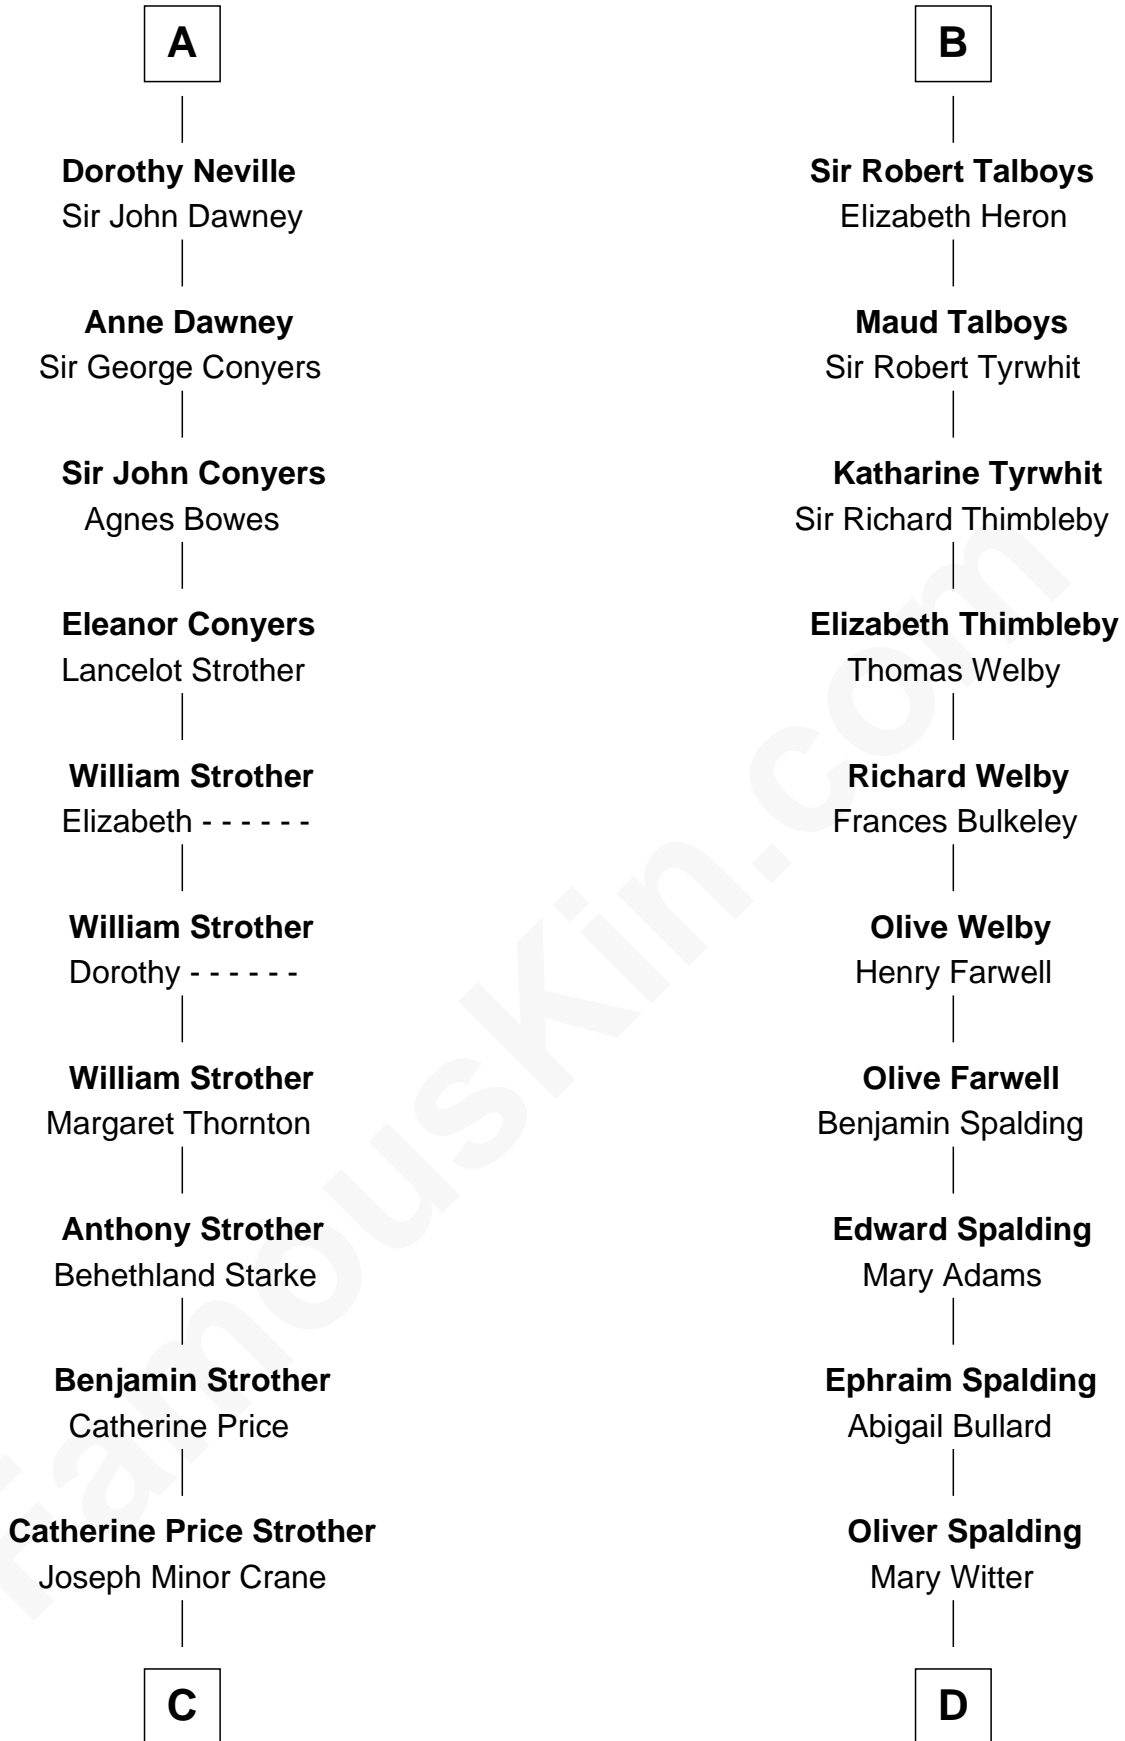 A
Dorothy Neville
Sir John Dawney
Anne Dawney
Sir George Conyers
Sir John Conyers
Agnes Bowes
Eleanor Conyers
Lancelot Strother
William Strother
Elizabeth - - - - - -
William Strother
Dorothy - - - - - -
William Strother
Margaret Thornton
Anthony Strother
Behethland Starke
Benjamin Strother
Catherine Price
Catherine Price Strother
Joseph Minor Crane
C
B
Sir Robert Talboys
Elizabeth Heron
Maud Talboys
Sir Robert Tyrwhit
Katharine Tyrwhit
Sir Richard Thimbleby
Elizabeth Thimbleby
Thomas Welby
Richard Welby
Frances Bulkeley
Olive Welby
Henry Farwell
Olive Farwell
Benjamin Spalding
Edward Spalding
Mary Adams
Ephraim Spalding
Abigail Bullard
Oliver Spalding
Mary Witter
D
FamousKin.com